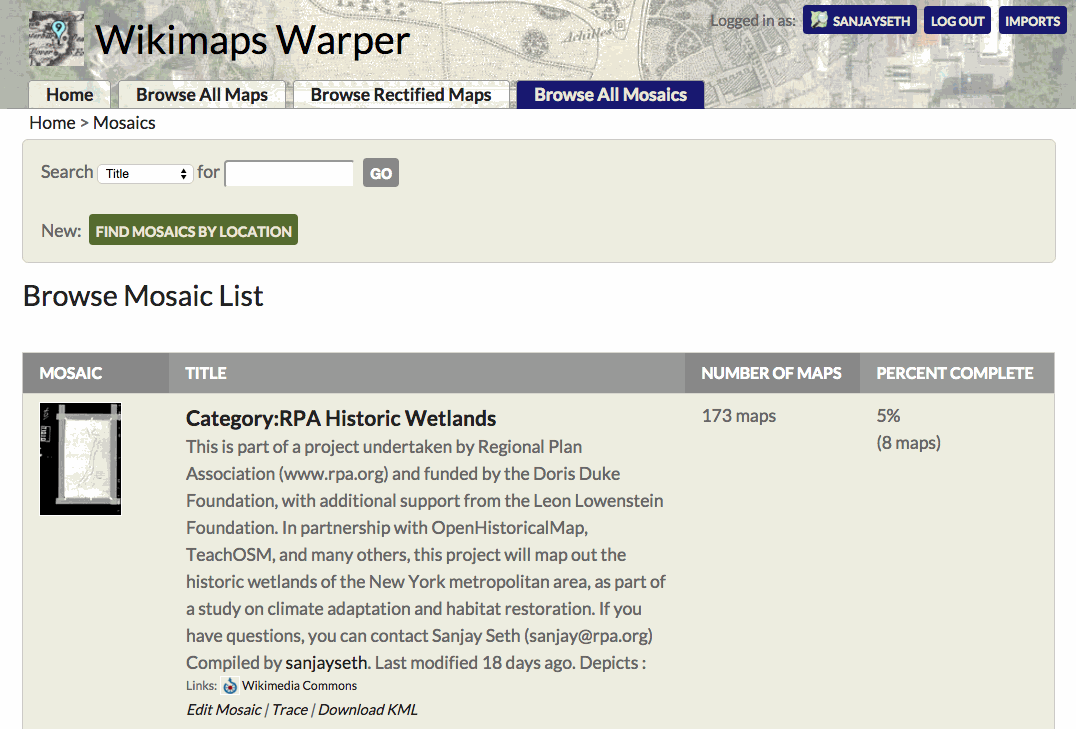 Logged in as: SANJAYSETH LOG OUT IMPORTS
Wikimaps Warper
Achilles
Home Browse All Maps Browse Rectified Maps Browse All Mosaics
Home > Mosaics
Search Title for GO
New: FIND MOSAICS BY LOCATION
Browse Mosaic List
MOSAIC TITLE NUMBER OF MAPS PERCENT COMPLETE
Category:RPA Historic Wetlands 173 maps 5%
This is part of a project undertaken by Regional Plan (8 maps)
Association (www.rpa.org) and funded by the Doris Duke
Foundation, with additional support from the Leon Lowenstein
Foundation. In partnership with OpenHistoricalMap,
TeachOSM, and many others, this project will map out the
historic wetlands of the New York metropolitan area, as part of
a study on climate adaptation and habitat restoration. If you
have questions, you can contact Sanjay Seth (sanjay@rpa.org)
Compiled by sanjayseth. Last modified 18 days ago. Depicts :
Links: Wikimedia Commons
Edit Mosaic | Trace | Download KML